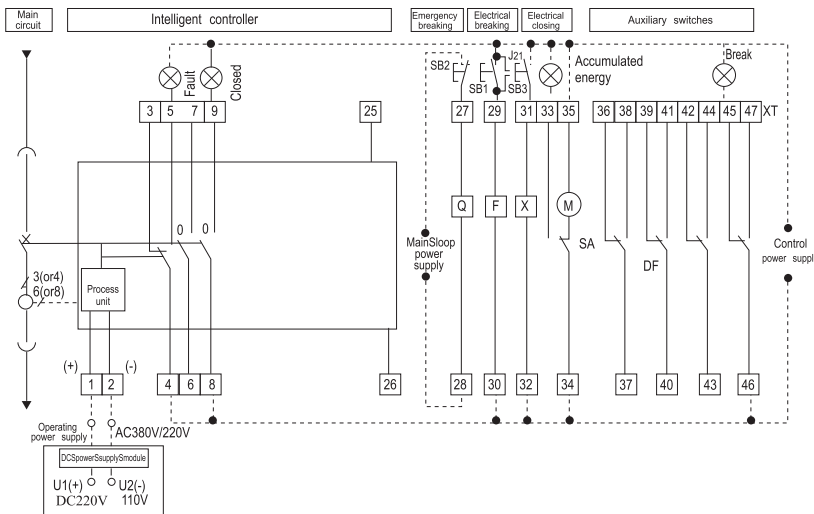 Main circuit
Intelligent controller
Emergency breaking
Electrical breaking
Electrical closing
Auxiliary switches
Fault
Closed
SB2
SB1
J21
SB3
Accumulated energy
Break
3 5 7 9
25
27 29 31 33 35
36 38 39 41 42 44 45 47 XT
0 0
Q F X M
SA
DF
MainSloop power supply
Control power suppl
3(or4)
6(or8)
Process unit
(+) (-)
1 2
4 6 8
26
28 30 32 34
37 40 43 46
Operating power supply
AC380V/220V
DCSpowerSsupplySmodule
U1(+) U2(-)
DC220V 110V